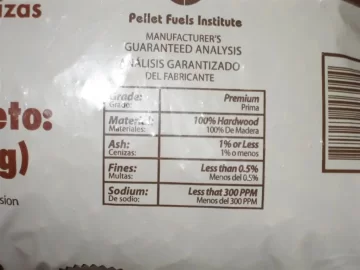 izas
Pellet Fuels Institute
MANUFACTURER'S
GUARANTEED ANALYSIS
ANÁLISIS GARANTIZADO
DEL FABRICANTE
Grade: Premium
Grado: Prima
Material: 100% Hardwood
Materiales: 100% De Madera
Ash: 1% or Less
Cenizas: 1% o menos
Fines: Less than 0.5%
Multas: Menos del 0.5%
Sodium: Less that 300 PPM
De sodio: Menos del 300 PPM
eto:
g)
sion